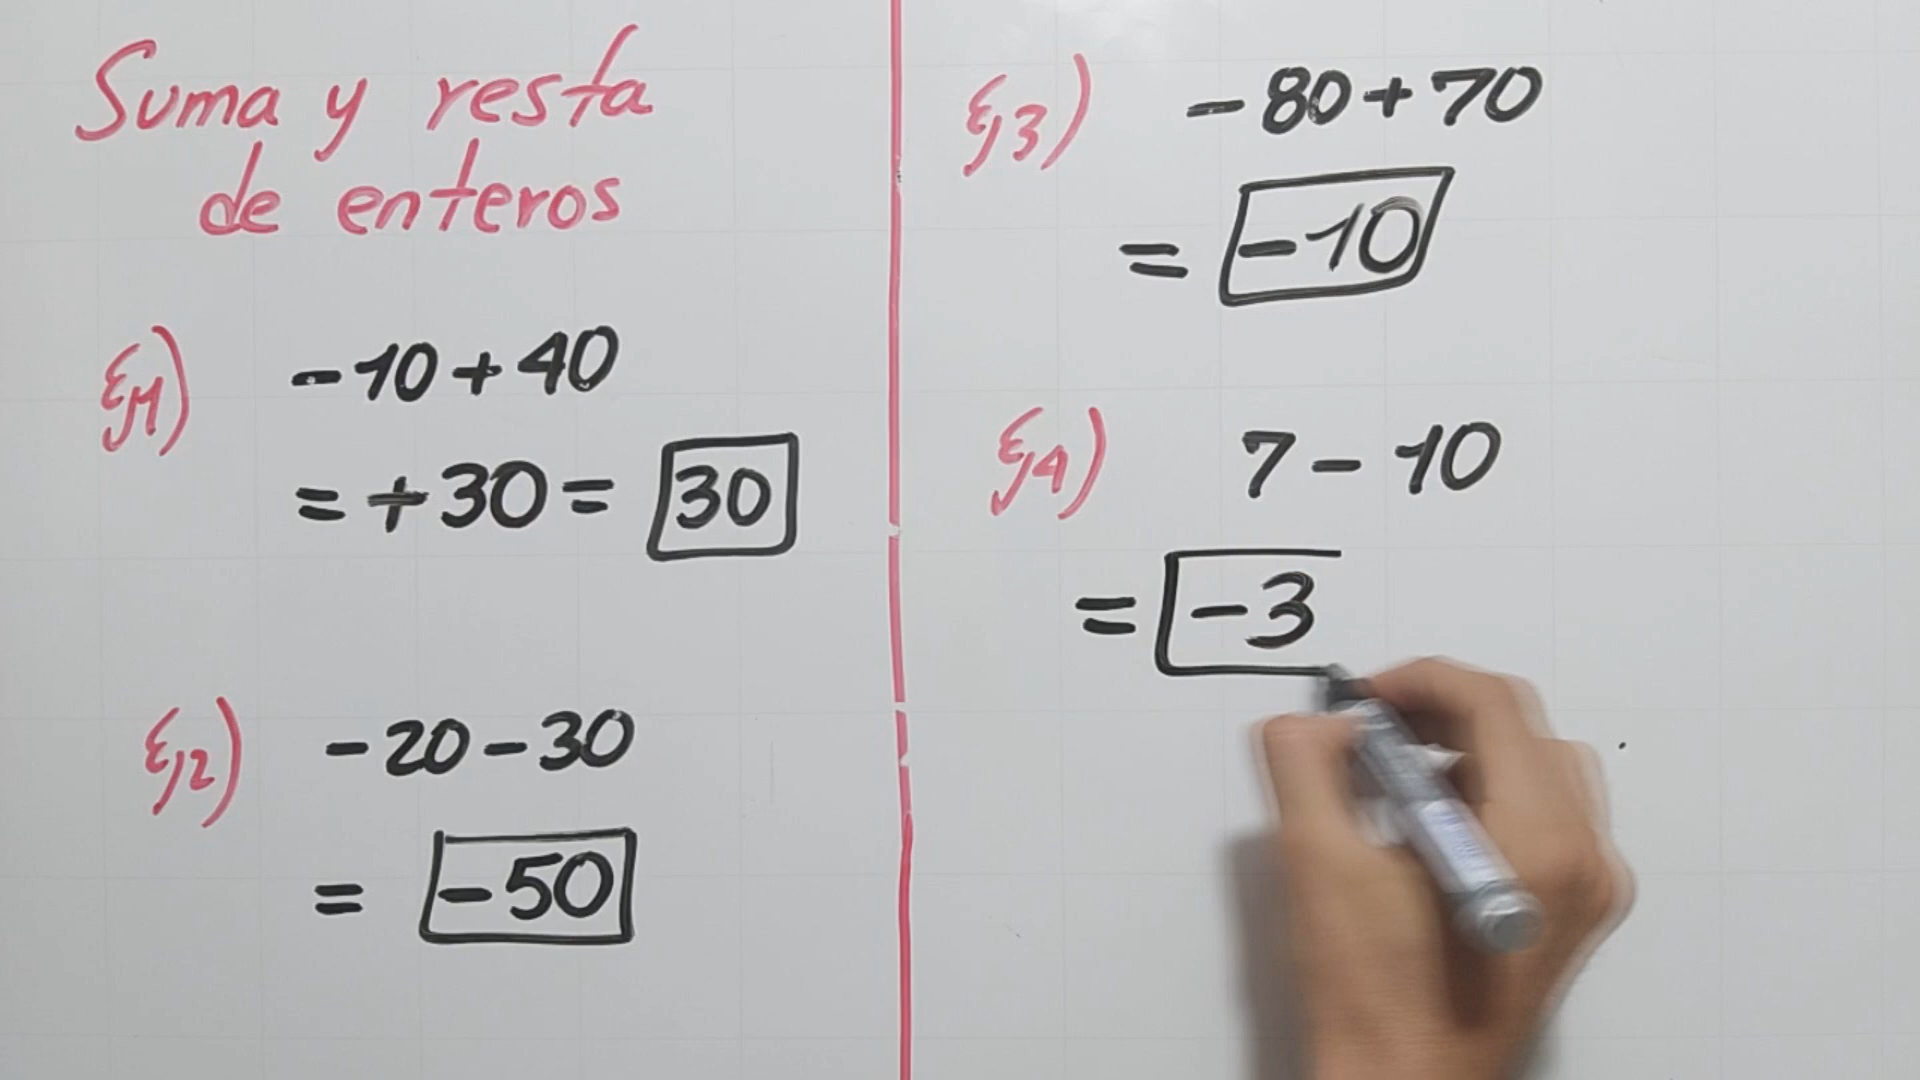 Suma y resta
de enteros
Ej1) -10+40
= +30 = 30
Ej2) -20-30
= -50
Ej3) -80+70
= -10
Ej4) 7-10
= -3